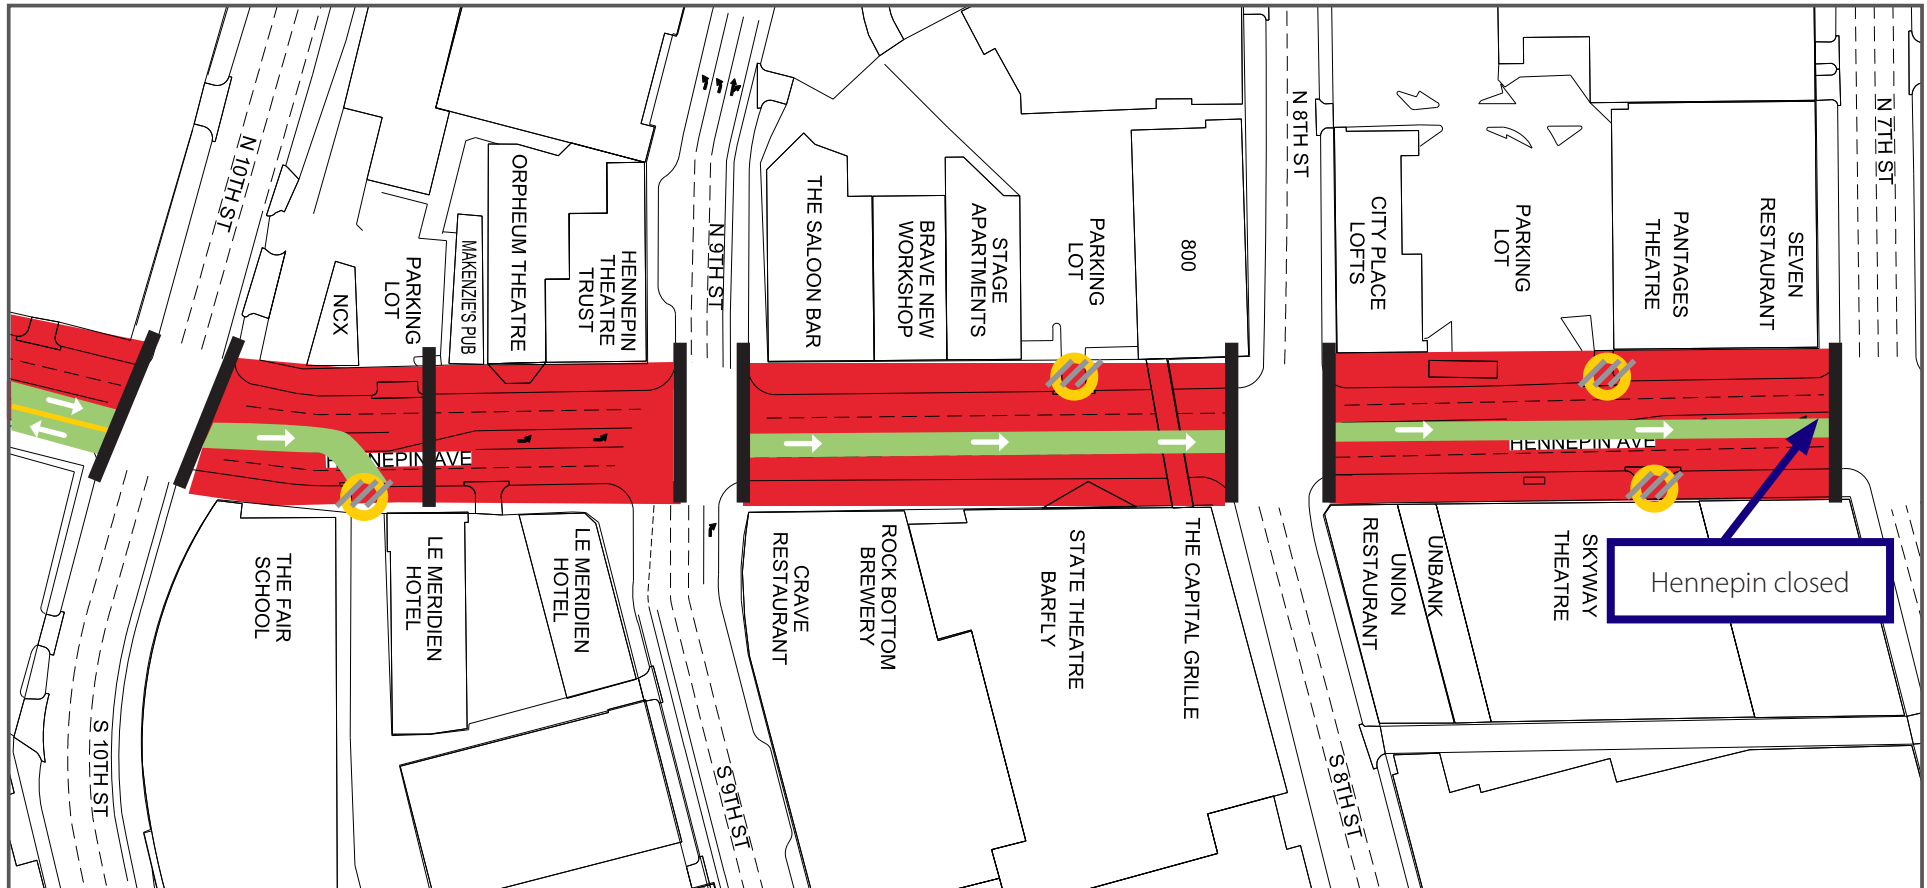 N 10TH ST
N 9TH ST
N 8TH ST
N 7TH ST
NCX
PARKING
LOT
MAKENZIE'S PUB
ORPHEUM THEATRE
HENNEPIN
THEATRE
TRUST
THE SALOON BAR
BRAVE NEW
WORKSHOP
STAGE
APARTMENTS
PARKING
LOT
800
CITY PLACE
LOFTS
PARKING
LOT
PANTAGES
THEATRE
SEVEN
RESTAURANT
HENNEPIN AVE
HENNEPIN AVE
THE FAIR
SCHOOL
LE MERIDIEN
HOTEL
LE MERIDIEN
HOTEL
CRAVE
RESTAURANT
ROCK BOTTOM
BREWERY
STATE THEATRE
BARFLY
THE CAPITAL GRILLE
UNION
RESTAURANT
UNBANK
SKYWAY
THEATRE
Hennepin closed
S 10TH ST
S 9TH ST
S 8TH ST